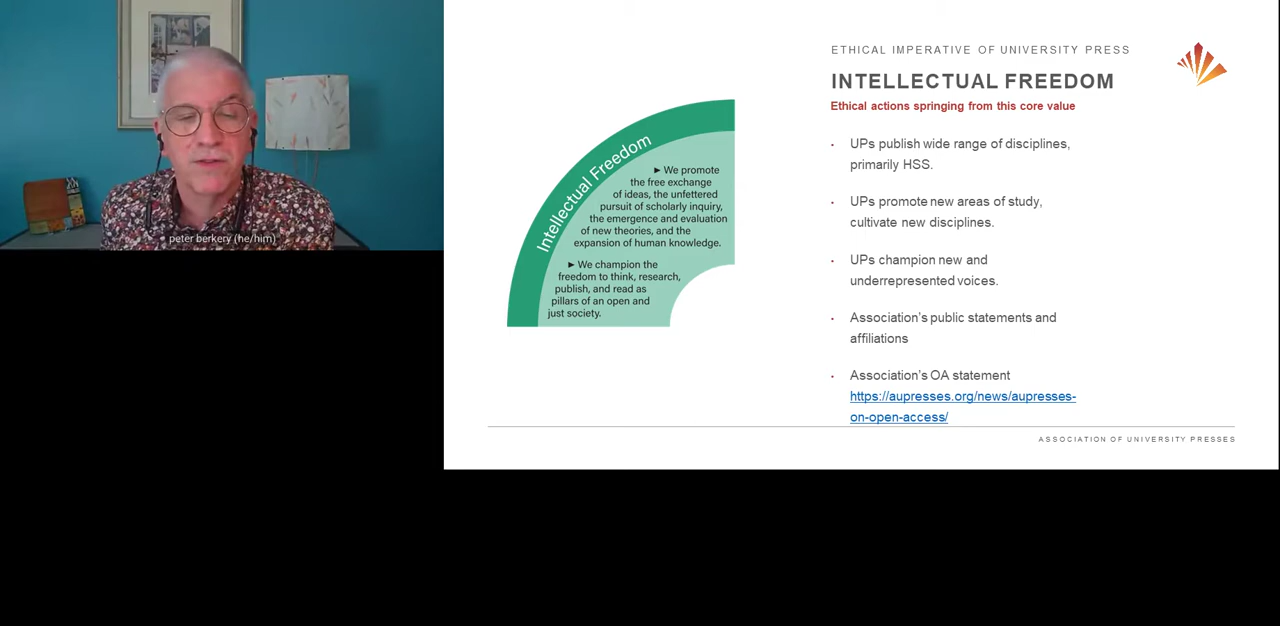 peter berkery (he/him)
ETHICAL IMPERATIVE OF UNIVERSITY PRESS
INTELLECTUAL FREEDOM
Ethical actions springing from this core value
Intellectual Freedom
► We promote
the free exchange
of ideas, the unfettered
pursuit of scholarly inquiry,
the emergence and evaluation
of new theories, and the
expansion of human knowledge.
► We champion the
freedom to think, research,
publish, and read as
pillars of an open and
just society.
• UPs publish wide range of disciplines,
primarily HSS.
• UPs promote new areas of study,
cultivate new disciplines.
• UPs champion new and
underrepresented voices.
• Association's public statements and
affiliations
• Association's OA statement
https://aupresses.org/news/aupresses-
on-open-access/
ASSOCIATION OF UNIVERSITY PRESSES